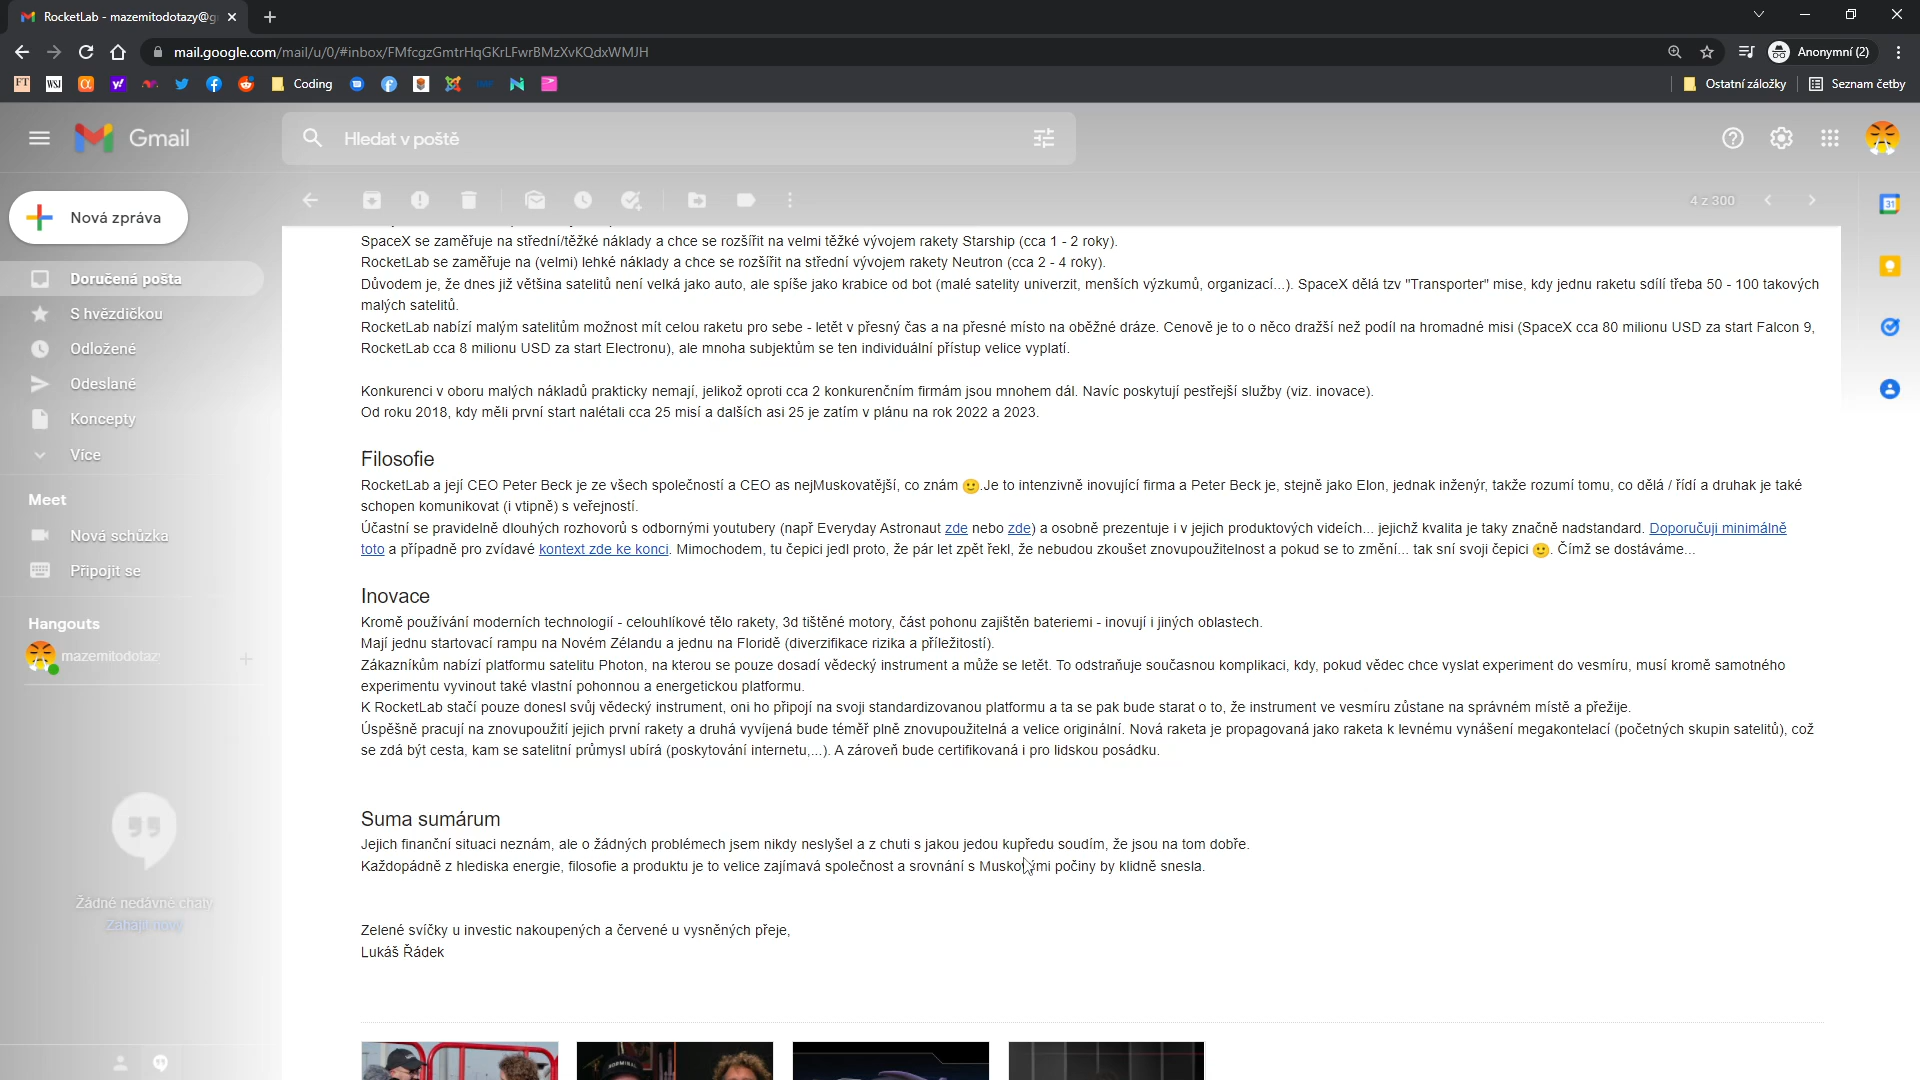 RocketLab - mazemitodotazy@g
mail.google.com/mail/u/0/#inbox/FMfcgzGmtrHqGKrLFwrBMzXvKQdxWMJH
Anonymní (2)
FT
WSJ
Coding
Ostatní záložky
Seznam četby
Gmail
Hledat v poště
Nová zpráva
4 z 300
31
Doručená pošta
S hvězdičkou
Odložené
Odeslané
Koncepty
Více
Meet
Nová schůzka
Připojit se
Hangouts
mazemitodotaz
Žádné nedávné chaty
Zahájit nový
SpaceX se zaměřuje na střední/těžké náklady a chce se rozšířit na velmi těžké vývojem rakety Starship (cca 1 - 2 roky).
RocketLab se zaměřuje na (velmi) lehké náklady a chce se rozšířit na střední vývojem rakety Neutron (cca 2 - 4 roky).
Důvodem je, že dnes již většina satelitů není velká jako auto, ale spíše jako krabice od bot (malé satelity univerzit, menších výzkumů, organizací...). SpaceX dělá tzv "Transporter" mise, kdy jednu raketu sdílí třeba 50 - 100 takových
malých satelitů.
RocketLab nabízí malým satelitům možnost mít celou raketu pro sebe - letět v přesný čas a na přesné místo na oběžné dráze. Cenově je to o něco dražší než podíl na hromadné misi (SpaceX cca 80 milionu USD za start Falcon 9,
RocketLab cca 8 milionu USD za start Electronu), ale mnoha subjektům se ten individuální přístup velice vyplatí.
Konkurenci v oboru malých nákladů prakticky nemají, jelikož oproti cca 2 konkurenčním firmám jsou mnohem dál. Navíc poskytují pestřejší služby (viz. inovace).
Od roku 2018, kdy měli první start nalétali cca 25 misí a dalších asi 25 je zatím v plánu na rok 2022 a 2023.
Filosofie
RocketLab a její CEO Peter Beck je ze všech společností a CEO as nejMuskovatější, co znám 🙂.Je to intenzivně inovující firma a Peter Beck je, stejně jako Elon, jednak inženýr, takže rozumí tomu, co dělá / řídí a druhak je také
schopen komunikovat (i vtipně) s veřejností.
Účastní se pravidelně dlouhých rozhovorů s odbornými youtubery (např Everyday Astronaut zde nebo zde) a osobně prezentuje i v jejich produktových videích... jejichž kvalita je taky značně nadstandard. Doporučuji minimálně
toto a případně pro zvídavé kontext zde ke konci. Mimochodem, tu čepici jedl proto, že pár let zpět řekl, že nebudou zkoušet znovupoužitelnost a pokud se to změní... tak sní svoji čepici 🙂. Čímž se dostáváme...
Inovace
Kromě používání moderních technologií - celouhlíkové tělo rakety, 3d tištěné motory, část pohonu zajištěn bateriemi - inovují i jiných oblastech.
Mají jednu startovací rampu na Novém Zélandu a jednu na Floridě (diverzifikace rizika a příležitostí).
Zákazníkům nabízí platformu satelitu Photon, na kterou se pouze dosadí vědecký instrument a může se letět. To odstraňuje současnou komplikaci, kdy, pokud vědec chce vyslat experiment do vesmíru, musí kromě samotného
experimentu vyvinout také vlastní pohonnou a energetickou platformu.
K RocketLab stačí pouze donesl svůj vědecký instrument, oni ho připojí na svoji standardizovanou platformu a ta se pak bude starat o to, že instrument ve vesmíru zůstane na správném místě a přežije.
Úspěšně pracují na znovupoužití jejich první rakety a druhá vyvíjená bude téměř plně znovupoužitelná a velice originální. Nová raketa je propagovaná jako raketa k levnému vynášení megakontelací (početných skupin satelitů), což
se zdá být cesta, kam se satelitní průmysl ubírá (poskytování internetu,...). A zároveň bude certifikovaná i pro lidskou posádku.
Suma sumárum
Jejich finanční situaci neznám, ale o žádných problémech jsem nikdy neslyšel a z chuti s jakou jedou kupředu soudím, že jsou na tom dobře.
Každopádně z hlediska energie, filosofie a produktu je to velice zajímavá společnost a srovnání s Muskovými počiny by klidně snesla.
Zelené svíčky u investic nakoupených a červené u vysněných přeje,
Lukáš Řádek